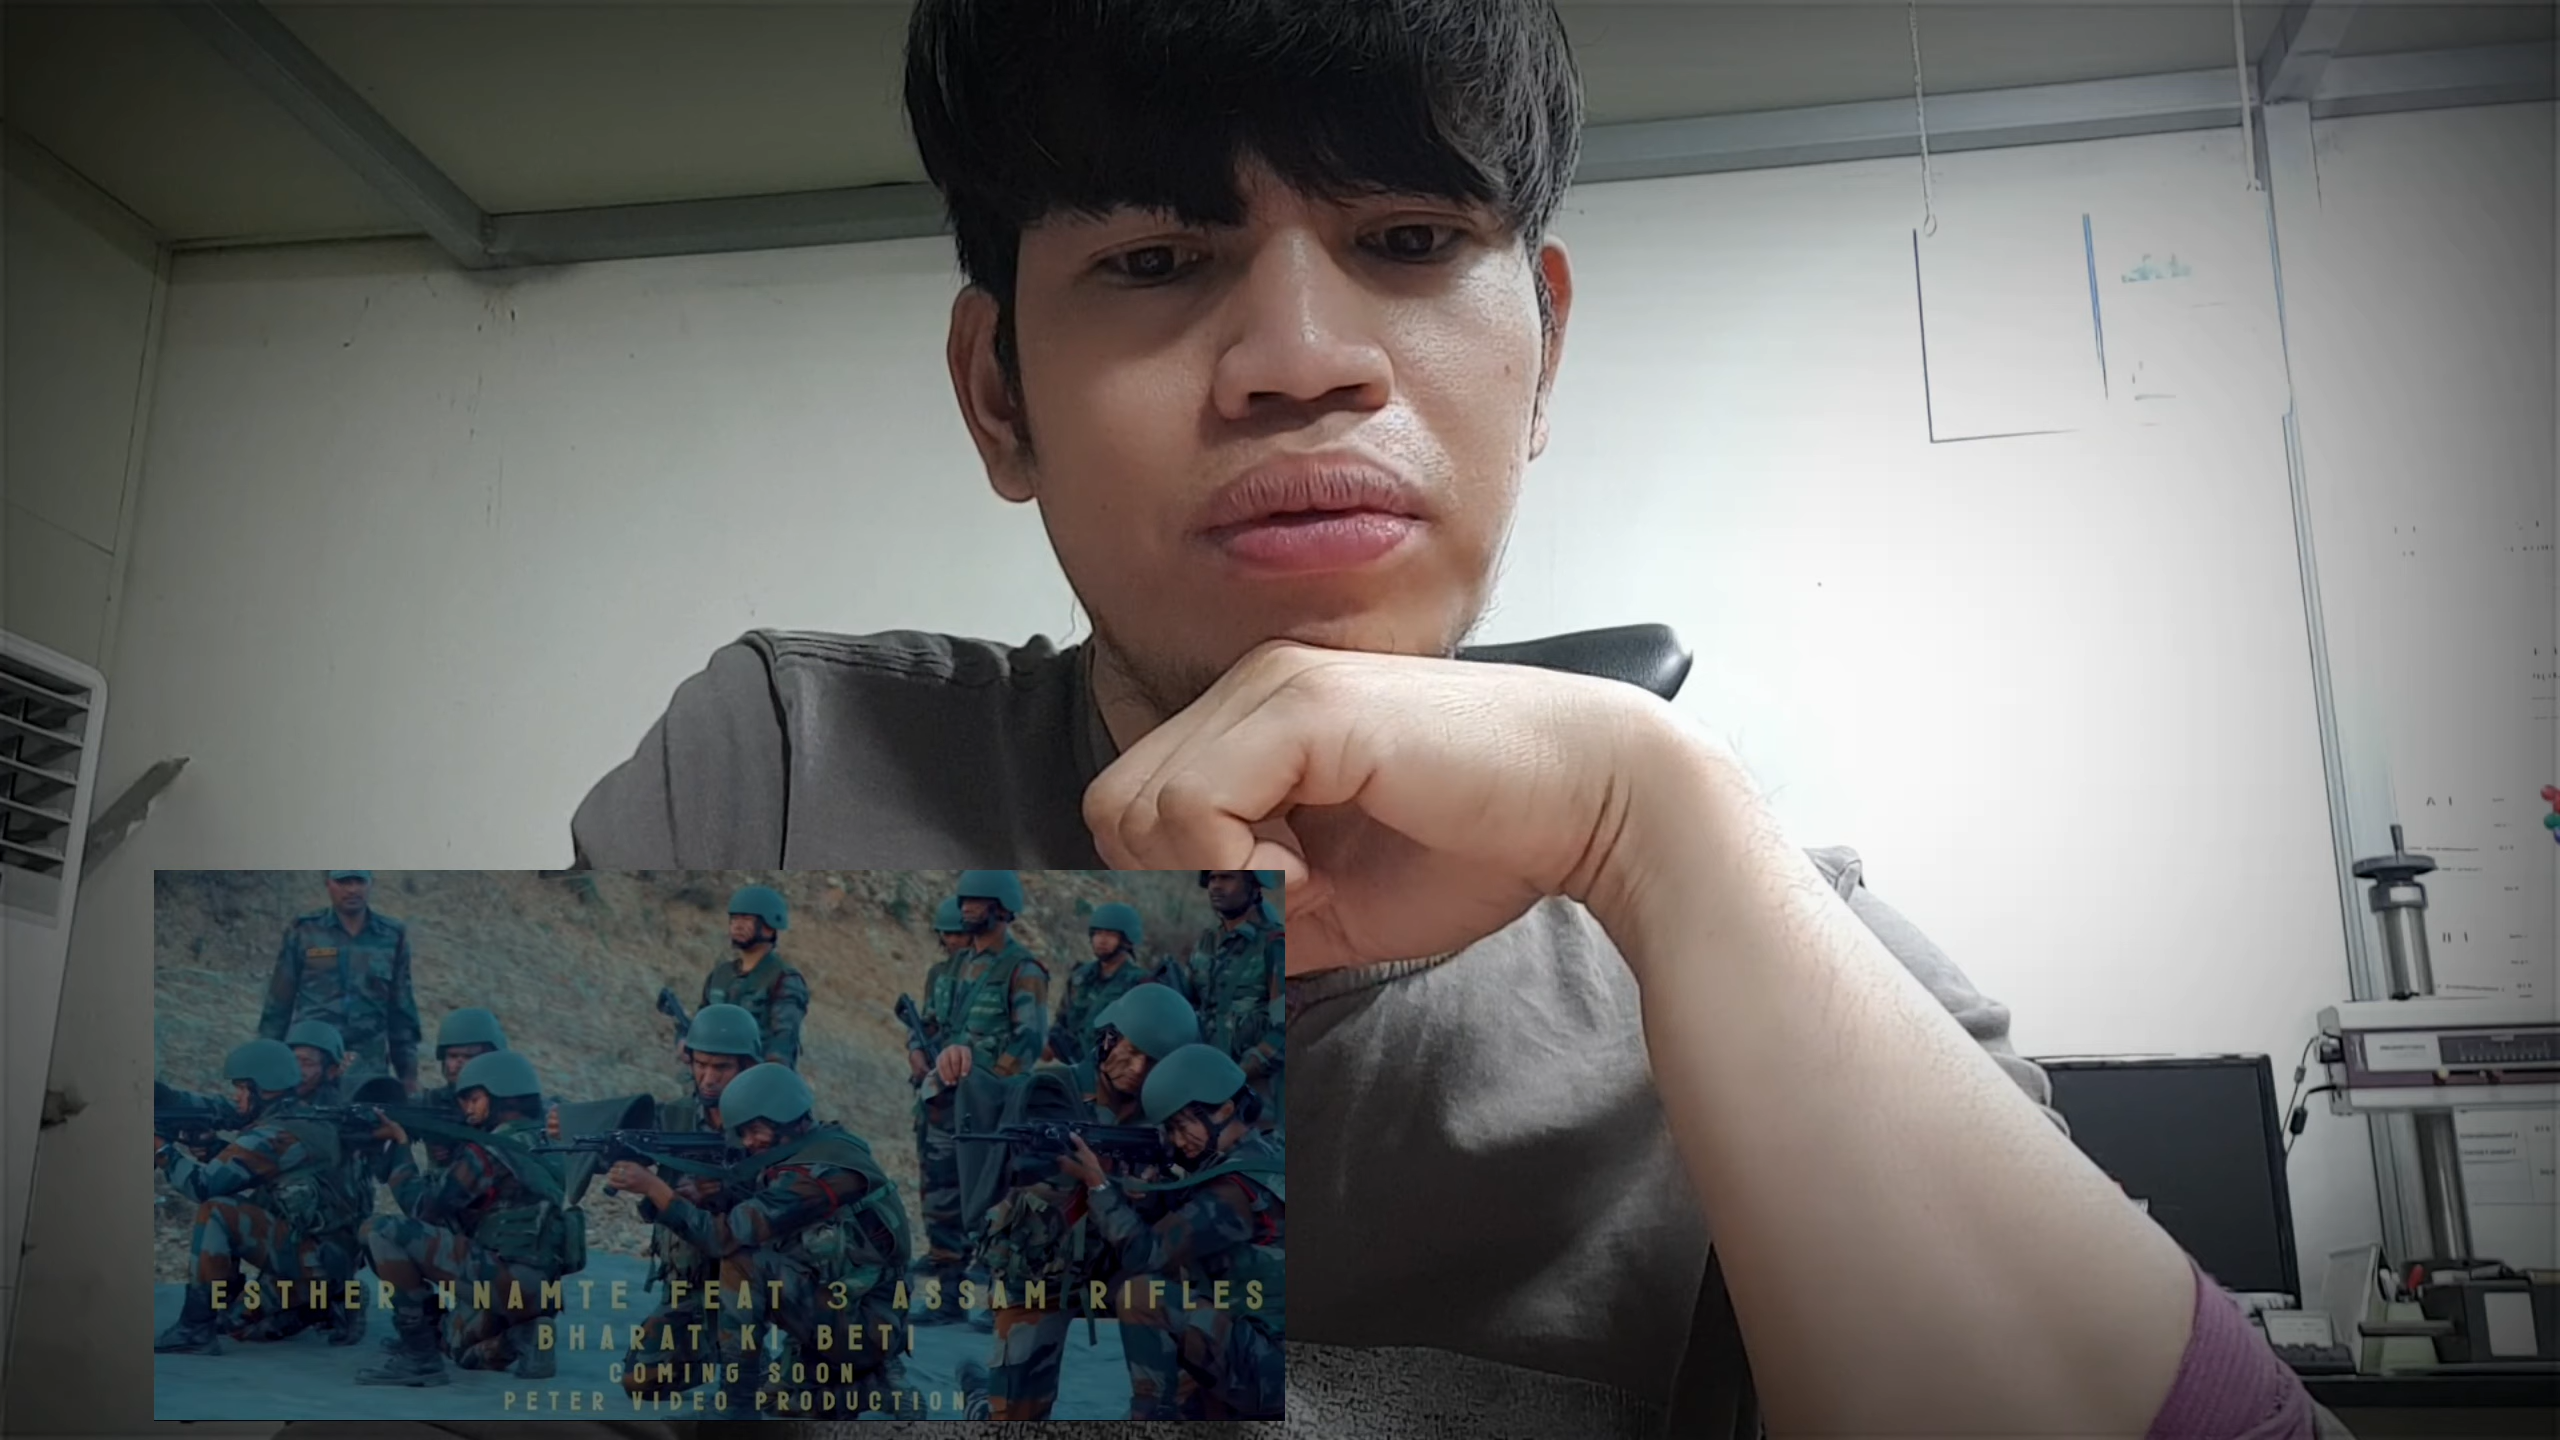 ESTHER HNAMTE FEAT 3 ASSAM RIFLES
BHARAT KI BETI
COMING SOON
PETER VIDEO PRODUCTION